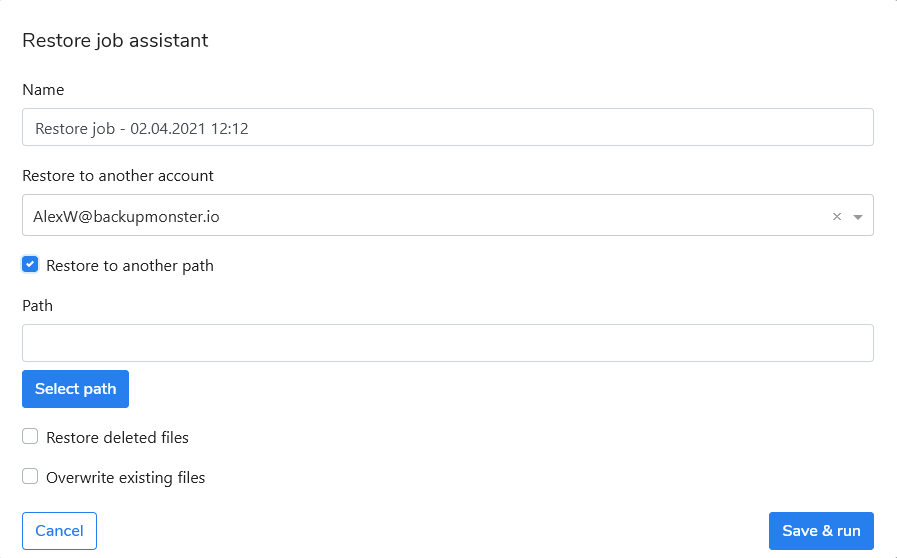 Restore job assistant
Name
Restore job - 02.04.2021 12:12
Restore to another account
AlexW@backupmonster.io
Restore to another path
Path
Select path
Restore deleted files
Overwrite existing files
Cancel Save & run